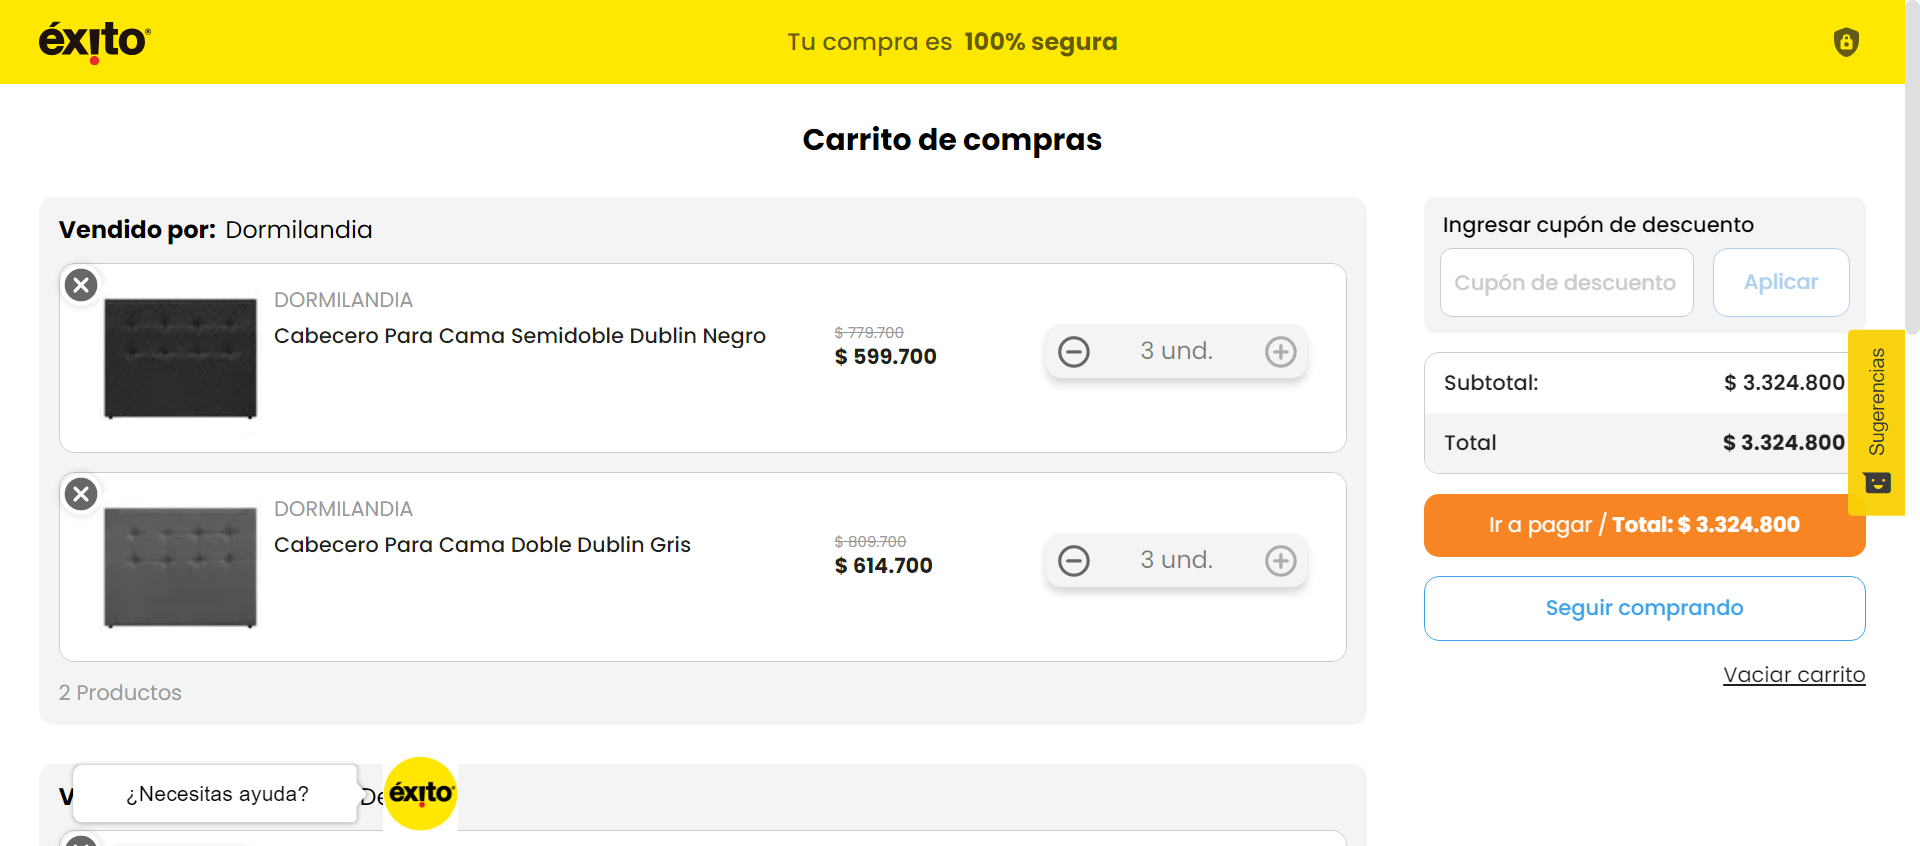 éxito
Tu compra es 100% segura
Carrito de compras
Vendido por: Dormilandia
DORMILANDIA
Cabecero Para Cama Semidoble Dublin Negro
$ 779.700
$ 599.700
3 und.
DORMILANDIA
Cabecero Para Cama Doble Dublin Gris
$ 809.700
$ 614.700
3 und.
2 Productos
Ingresar cupón de descuento
Cupón de descuento
Aplicar
Subtotal: $ 3.324.800
Total $ 3.324.800
Sugerencias
Ir a pagar / Total: $ 3.324.800
Seguir comprando
Vaciar carrito
¿Necesitas ayuda?
éxito